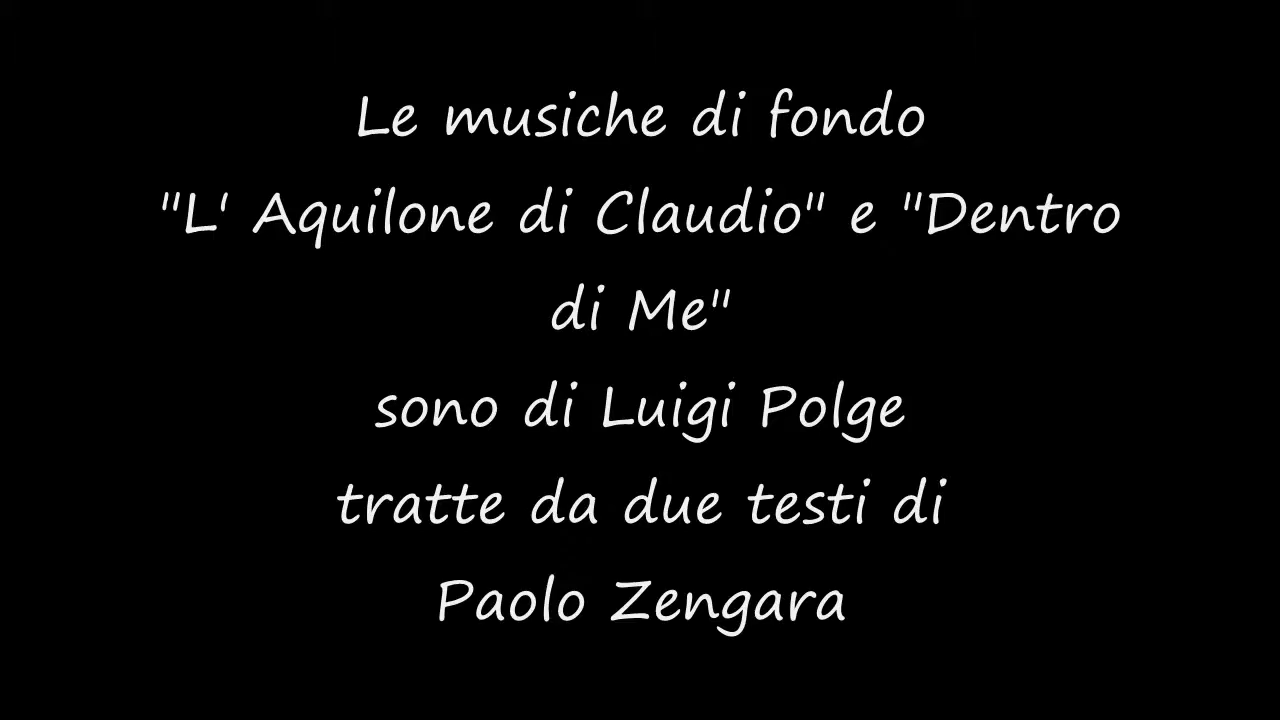 Le musiche di fondo
"L' Aquilone di Claudio" e "Dentro
di Me"
sono di Luigi Polge
tratte da due testi di
Paolo Zengara